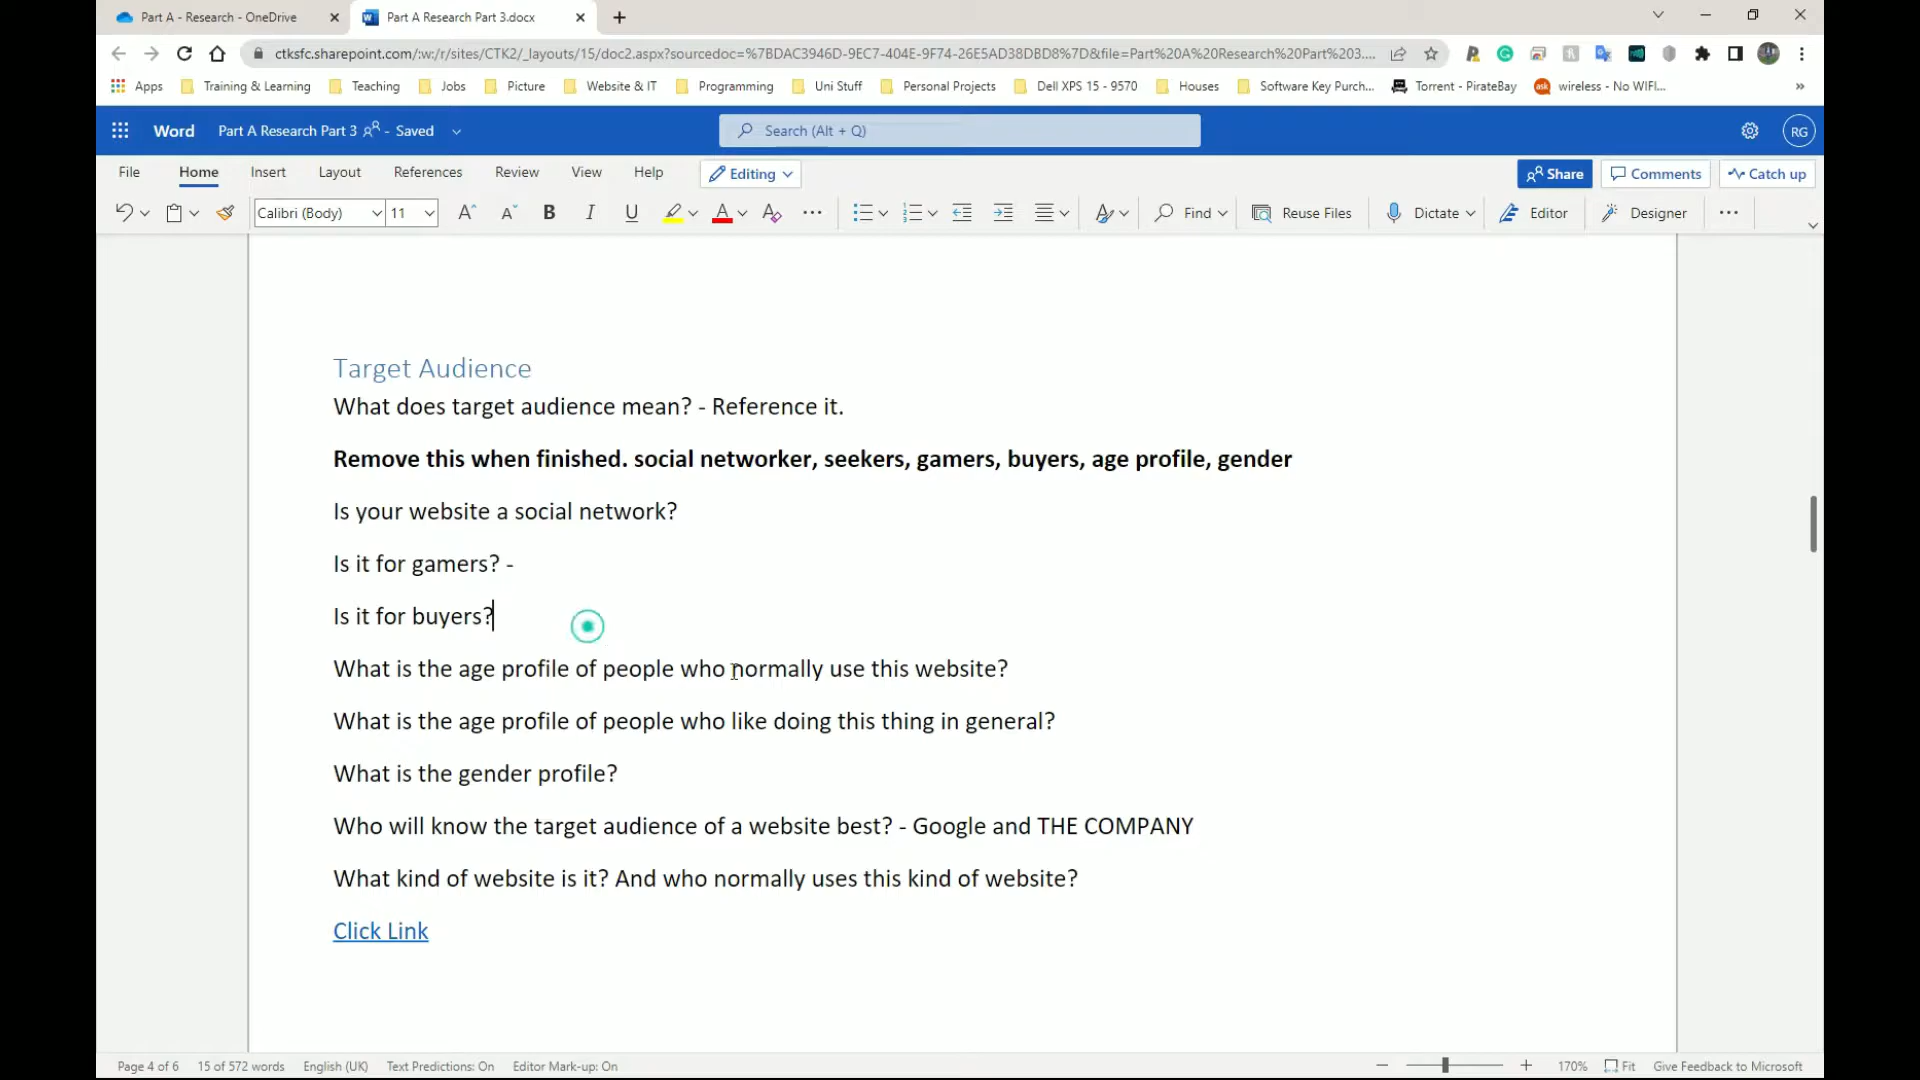 Part A - Research - OneDrive
Part A Research Part 3.docx
ctksfc.sharepoint.com/:w:/r/sites/CTK2/_layouts/15/doc2.aspx?sourcedoc=%7BDAC3946D-9EC7-404E-9F74-26E5AD38DBD8%7D&file=Part%20A%20Research%20Part%203....
Apps Training & Learning Teaching Jobs Picture Website & IT Programming Uni Stuff Personal Projects Dell XPS 15 - 9570 Houses Software Key Purch... Torrent - PirateBay wireless - No WIFI... »
Word Part A Research Part 3 - Saved Search (Alt + Q) RG
File Home Insert Layout References Review View Help Editing Share Comments Catch up
Calibri (Body) 11 A A B I U A A ... Find Reuse Files Dictate Editor Designer ...
Target Audience
What does target audience mean? - Reference it.
Remove this when finished. social networker, seekers, gamers, buyers, age profile, gender
Is your website a social network?
Is it for gamers? -
Is it for buyers?
What is the age profile of people who normally use this website?
What is the age profile of people who like doing this thing in general?
What is the gender profile?
Who will know the target audience of a website best? - Google and THE COMPANY
What kind of website is it? And who normally uses this kind of website?
Click Link
Page 4 of 6 15 of 572 words English (UK) Text Predictions: On Editor Mark-up: On 170% Fit Give Feedback to Microsoft